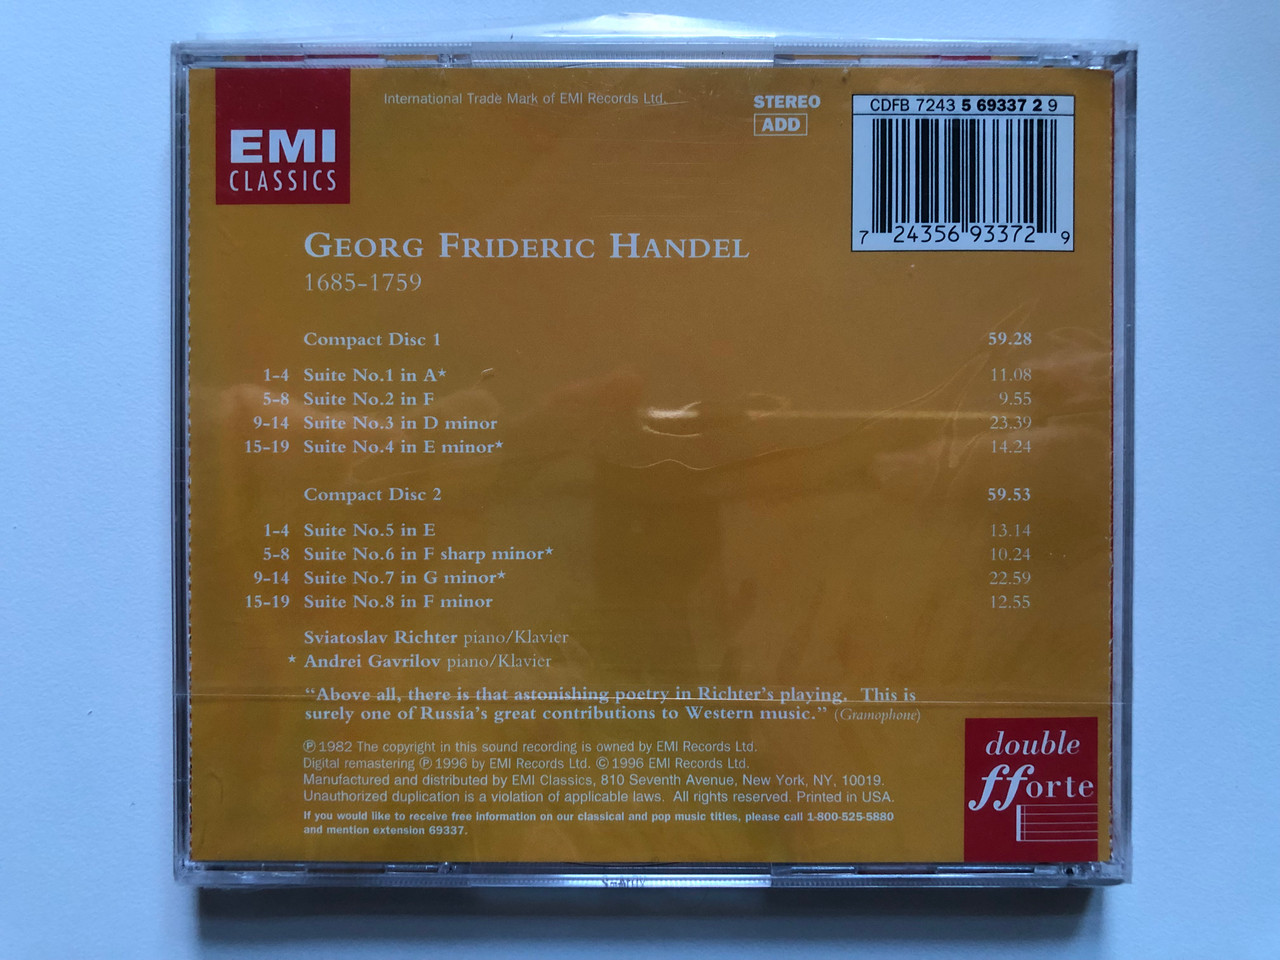 International Trade Mark of EMI Records Ltd.
STEREO
ADD
CDFB 7243 5 69337 2 9
7 24356 93372 9
EMI
CLASSICS
GEORG FRIDERIC HANDEL
1685-1759
Compact Disc 1 59.28
1-4 Suite No.1 in A★ 11.08
5-8 Suite No.2 in F 9.55
9-14 Suite No.3 in D minor 23.39
15-19 Suite No.4 in E minor★ 14.24
Compact Disc 2 59.53
1-4 Suite No.5 in E 13.14
5-8 Suite No.6 in F sharp minor★ 10.24
9-14 Suite No.7 in G minor★ 22.59
15-19 Suite No.8 in F minor 12.55
Sviatoslav Richter piano/Klavier
★ Andrei Gavrilov piano/Klavier
“Above all, there is that astonishing poetry in Richter's playing. This is
surely one of Russia's great contributions to Western music.” (Gramophone)
℗ 1982 The copyright in this sound recording is owned by EMI Records Ltd.
Digital remastering ℗ 1996 by EMI Records Ltd. © 1996 EMI Records Ltd.
Manufactured and distributed by EMI Classics, 810 Seventh Avenue, New York, NY, 10019.
Unauthorized duplication is a violation of applicable laws. All rights reserved. Printed in USA.
If you would like to receive free information on our classical and pop music titles, please call 1-800-525-5880
and mention extension 69337.
double
fforte